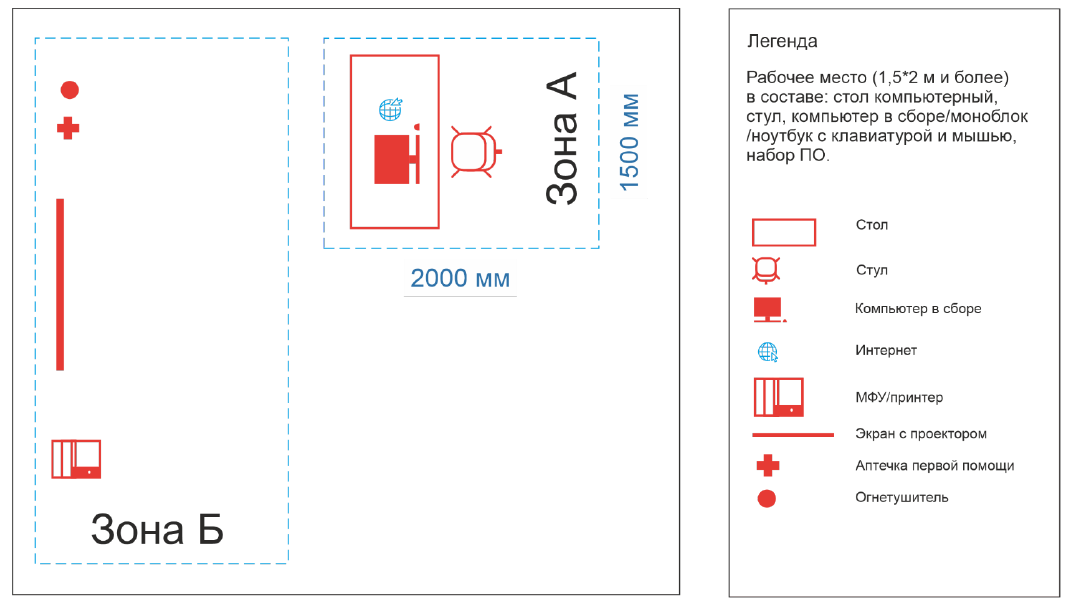 Зона А
1500 мм
2000 мм
Зона Б
Легенда
Рабочее место (1,5*2 м и более)
в составе: стол компьютерный,
стул, компьютер в сборе/моноблок
/ноутбук с клавиатурой и мышью,
набор ПО.
Стол
Стул
Компьютер в сборе
Интернет
МФУ/принтер
Экран с проектором
Аптечка первой помощи
Огнетушитель